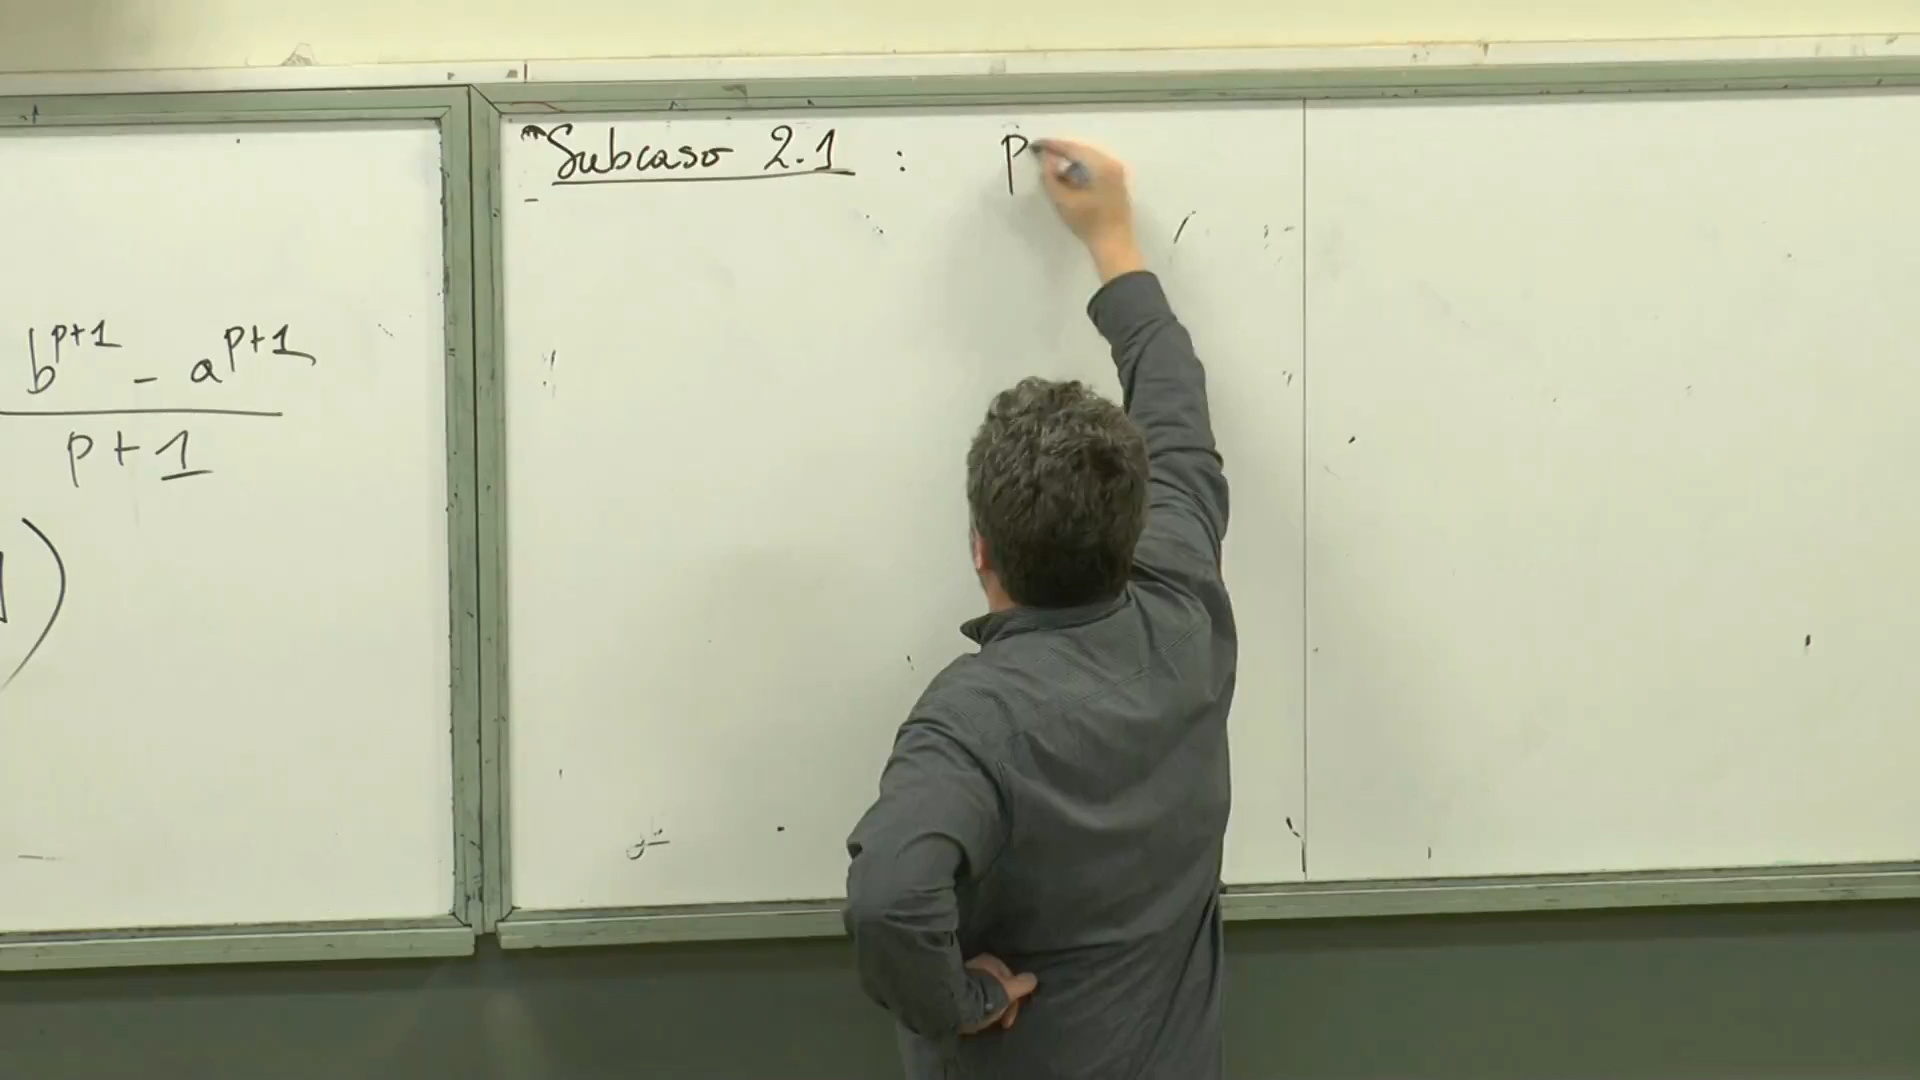 b^{p+1} - a^{p+1}
p + 1
)
Subcaso 2.1 : p